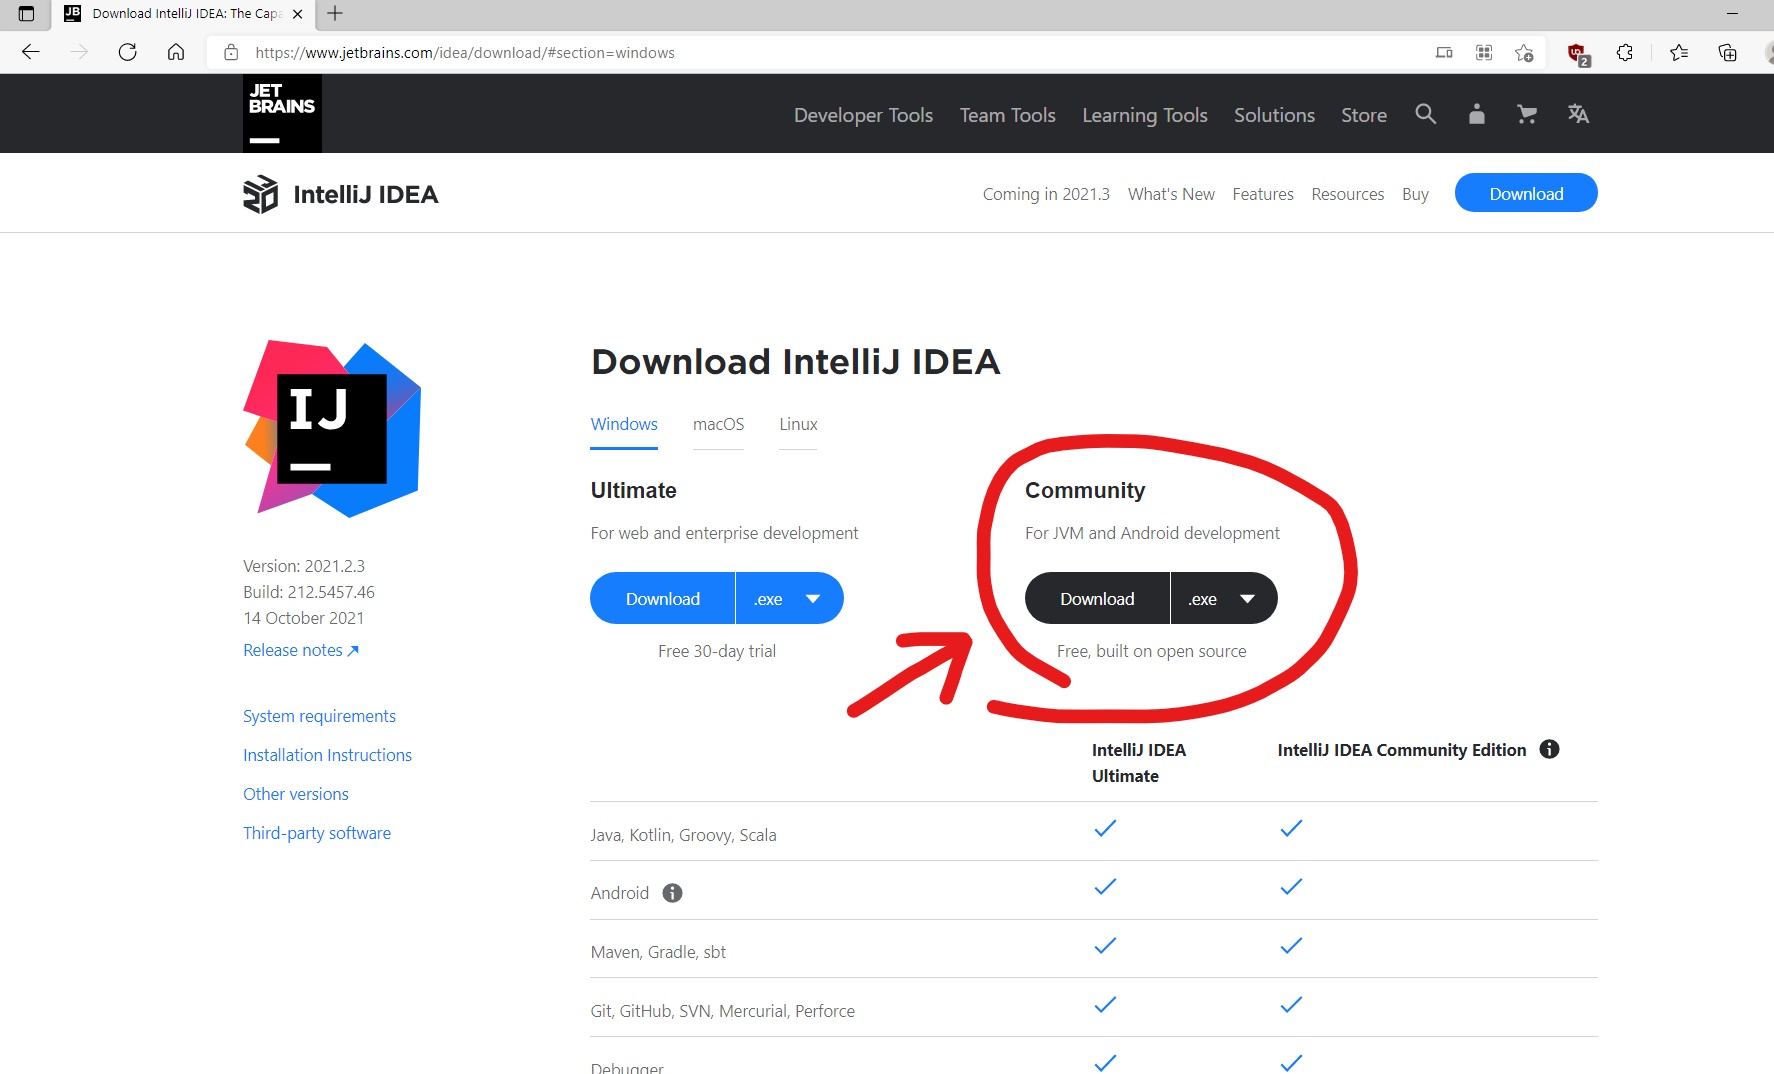 Download IntelliJ IDEA: The Capa
https://www.jetbrains.com/idea/download/#section=windows
2
JET
BRAINS
Developer Tools Team Tools Learning Tools Solutions Store
IntelliJ IDEA
Coming in 2021.3 What's New Features Resources Buy Download
IJ
Version: 2021.2.3
Build: 212.5457.46
14 October 2021
Release notes
System requirements
Installation Instructions
Other versions
Third-party software
Download IntelliJ IDEA
Windows macOS Linux
Ultimate
For web and enterprise development
Download .exe
Free 30-day trial
Community
For JVM and Android development
Download .exe
Free, built on open source
IntelliJ IDEA
Ultimate
IntelliJ IDEA Community Edition
Java, Kotlin, Groovy, Scala
Android
Maven, Gradle, sbt
Git, GitHub, SVN, Mercurial, Perforce
Debugger